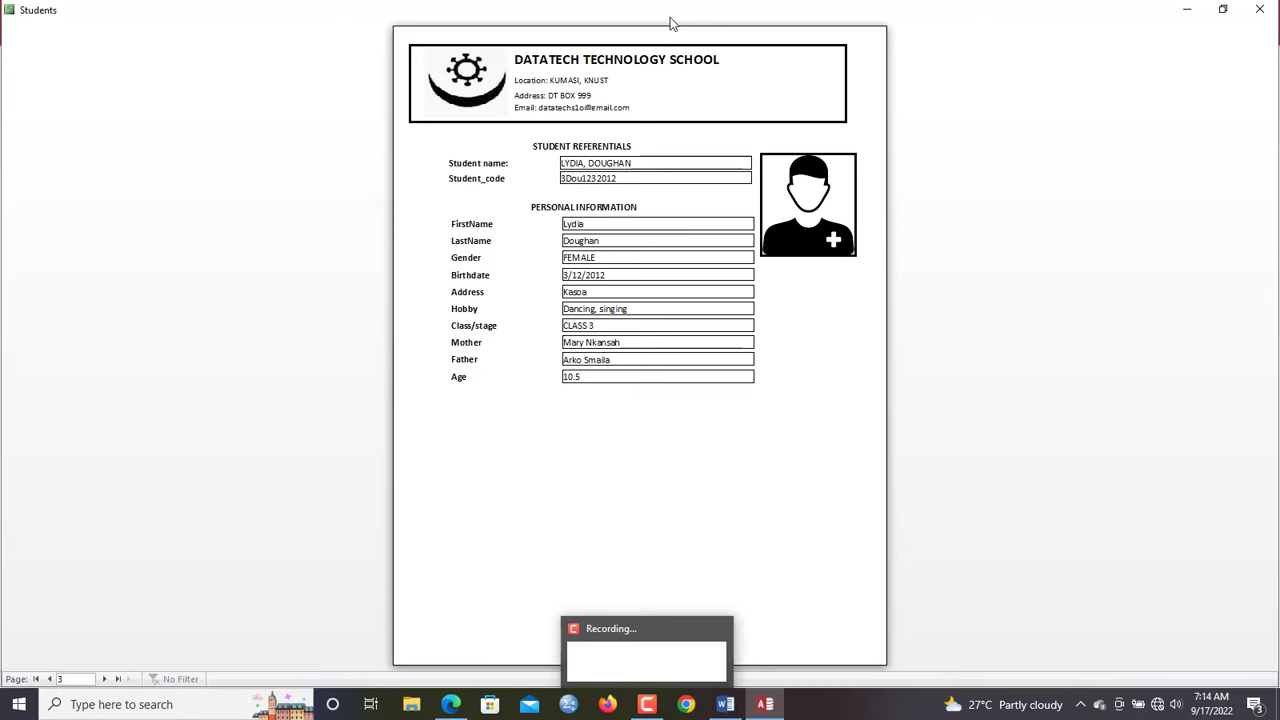 Students
DATATECH TECHNOLOGY SCHOOL
Location: KUMASI, KNUST
Address: DT BOX 999
Email: datatechs1o@email.com
STUDENT REFERENTIALS
Student name: LYDIA, DOUGHAN
Student_code 3Dou1232012
PERSONAL INFORMATION
FirstName Lydia
LastName Doughan
Gender FEMALE
Birthdate 3/12/2012
Address Kasoa
Hobby Dancing, singing
Class/stage CLASS 3
Mother Mary Nkansah
Father Arko Smaila
Age 10.5
Recording...
Page: 3 No Filter
Type here to search 27°C Partly cloudy 7:14 AM
9/17/2022 3